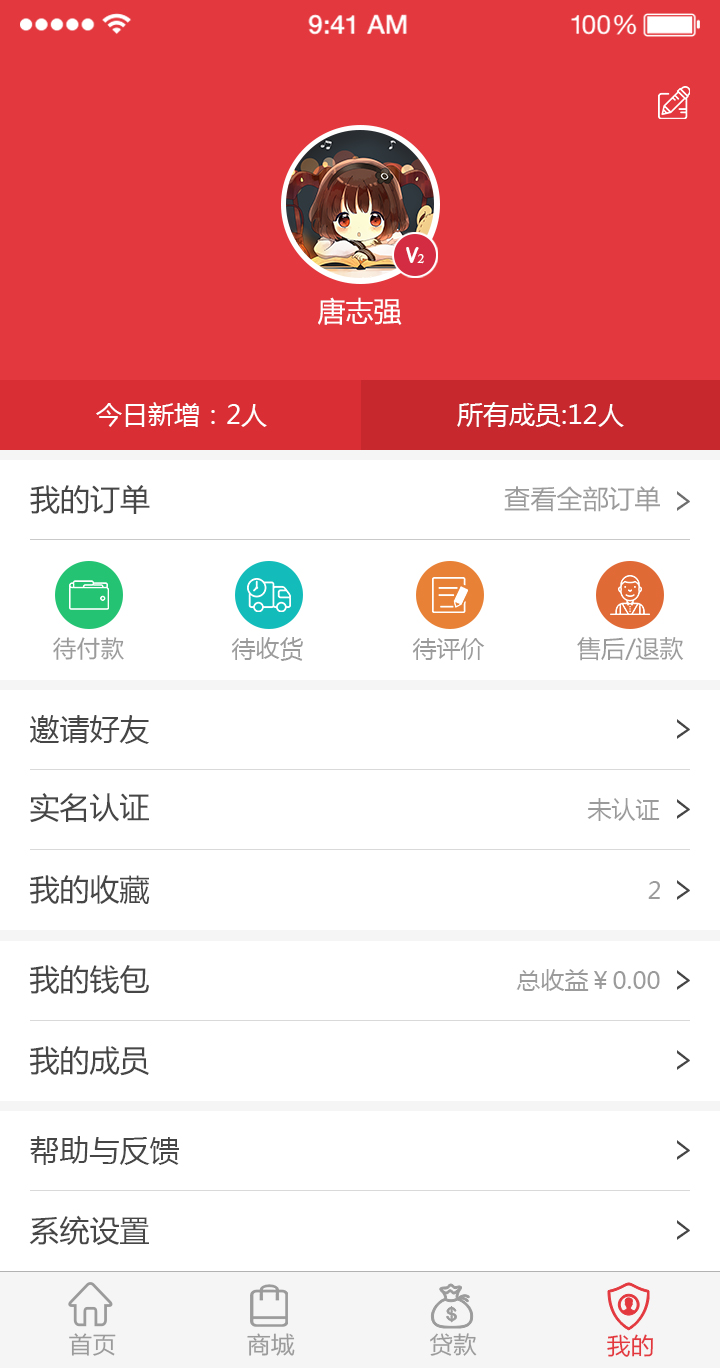 9:41 AM 100%
V2
唐志强
今日新增：2人 所有成员:12人
我的订单 查看全部订单
待付款 待收货 待评价 售后/退款
邀请好友
实名认证 未认证
我的收藏 2
我的钱包 总收益￥0.00
我的成员
帮助与反馈
系统设置
首页 商城 贷款 我的